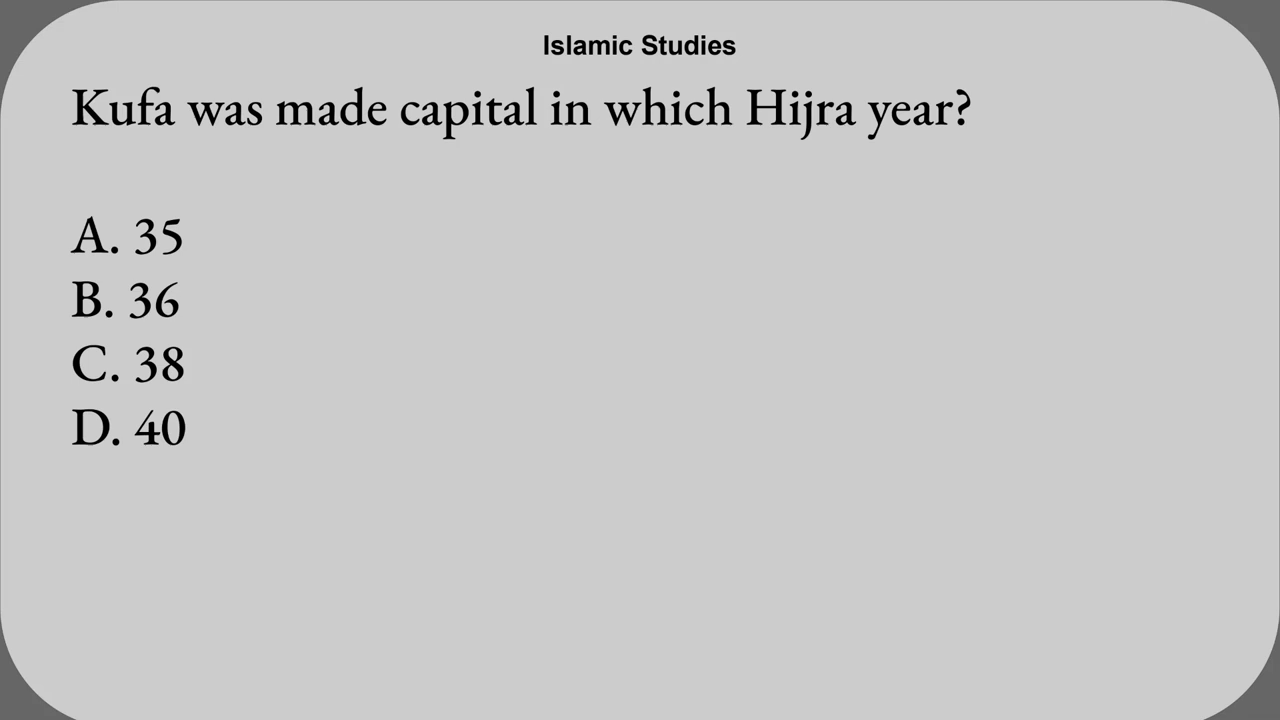 Islamic Studies
Kufa was made capital in which Hijra year?
A. 35
B. 36
C. 38
D. 40